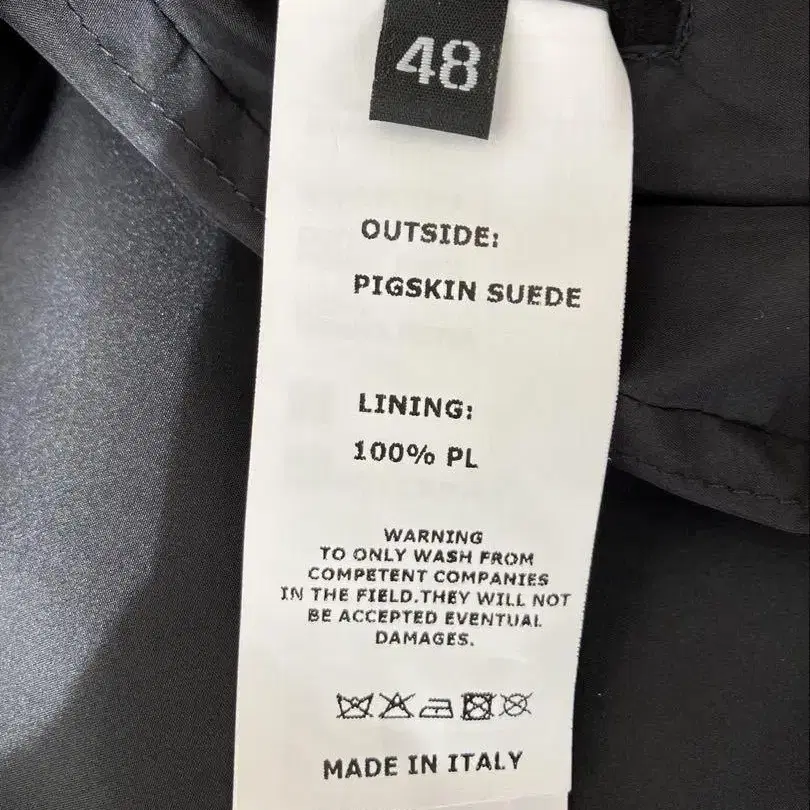 48
OUTSIDE:
PIGSKIN SUEDE
LINING:
100% PL
WARNING
TO ONLY WASH FROM
COMPETENT COMPANIES
IN THE FIELD.THEY WILL NOT
BE ACCEPTED EVENTUAL
DAMAGES.
MADE IN ITALY